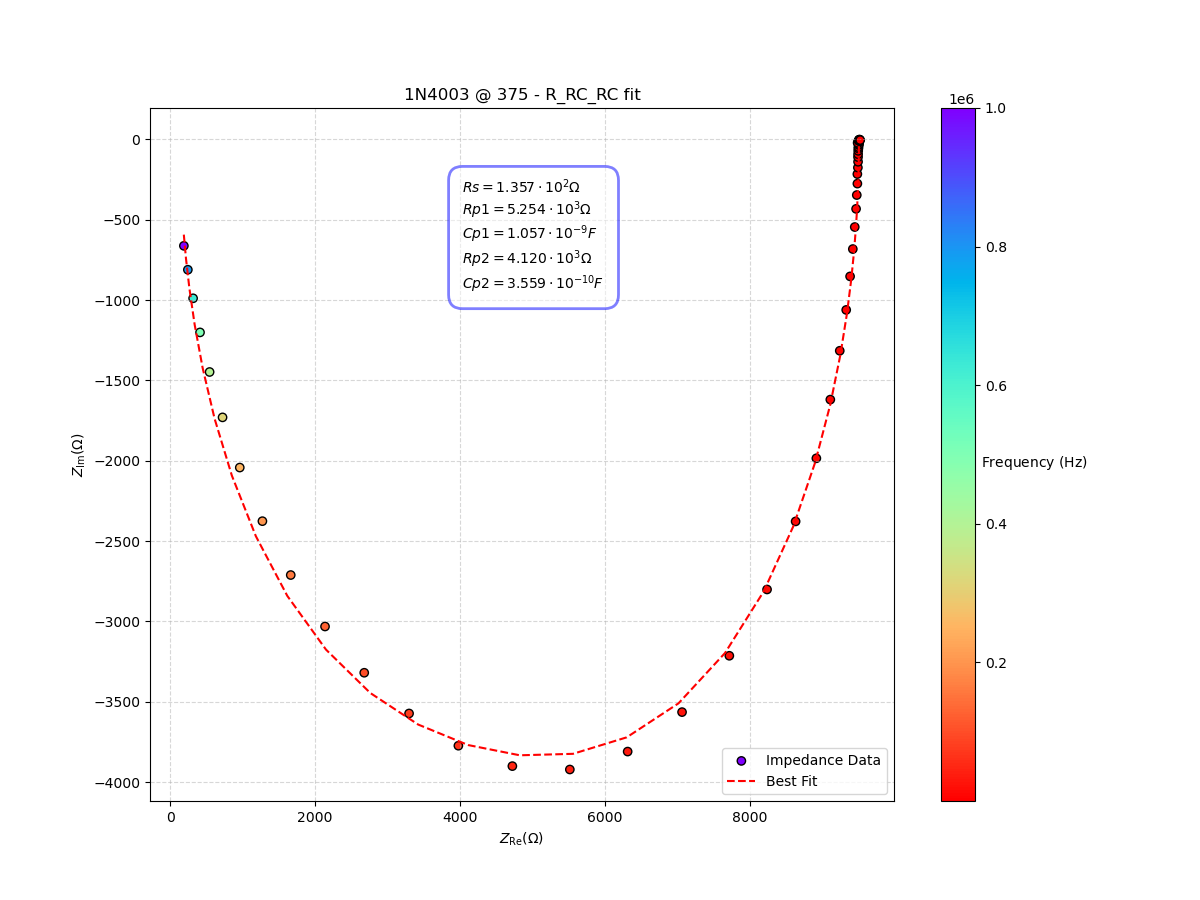 1N4003 @ 375 - R_RC_RC fit
1e6
Rs = 1.357 · 10²Ω
Rp1 = 5.254 · 10³Ω
Cp1 = 1.057 · 10⁻⁹F
Rp2 = 4.120 · 10³Ω
Cp2 = 3.559 · 10⁻¹⁰F
0
−500
−1000
−1500
−2000
−2500
−3000
−3500
−4000
Z_Im(Ω)
0 2000 4000 6000 8000
Z_Re(Ω)
Impedance Data
Best Fit
1.0
0.8
0.6
0.4
0.2
Frequency (Hz)